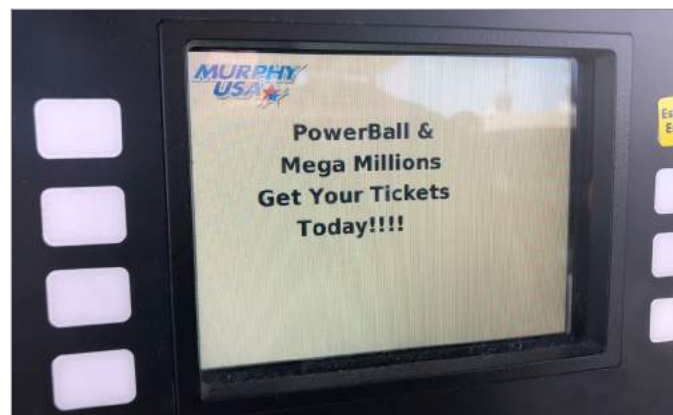 MURPHY
USA
PowerBall &
Mega Millions
Get Your Tickets
Today!!!!